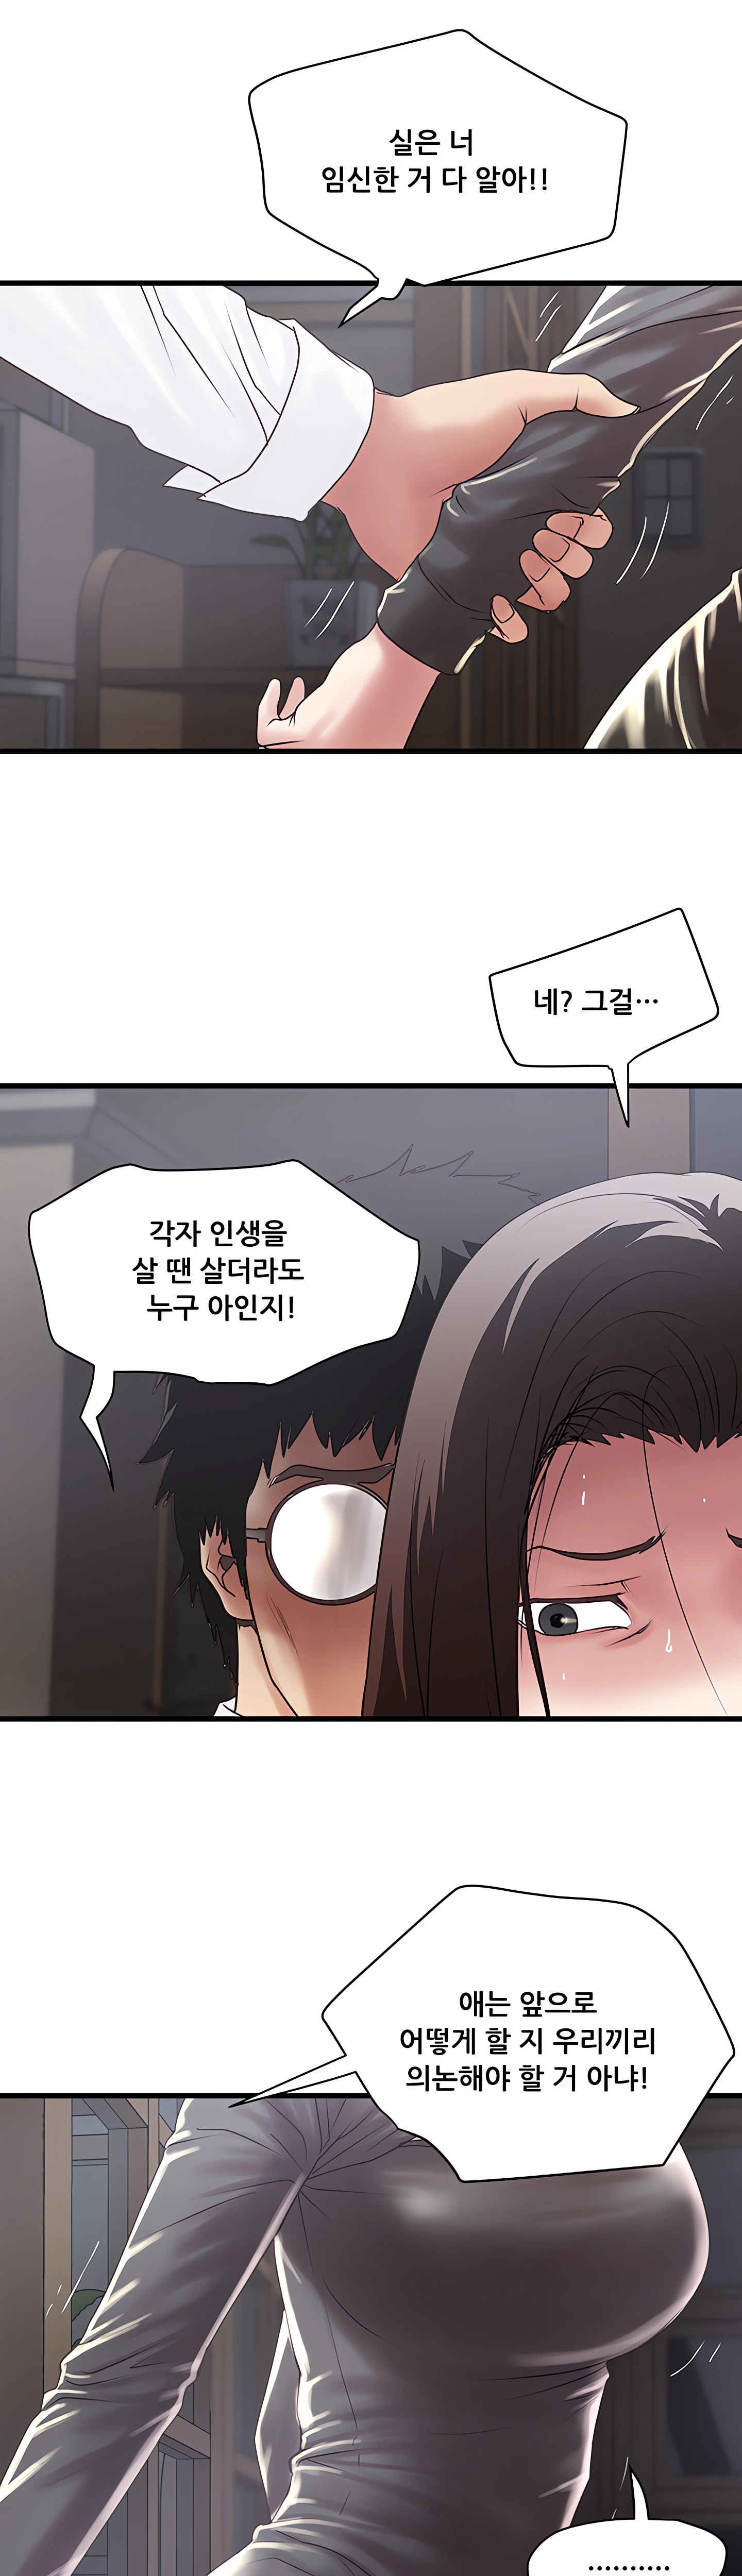 실은 너
임신한 거 다 알아!!
네? 그걸…
각자 인생을
살 땐 살더라도
누구 아인지!
애는 앞으로
어떻게 할 지 우리끼리
의논해야 할 거 아냐!
..........